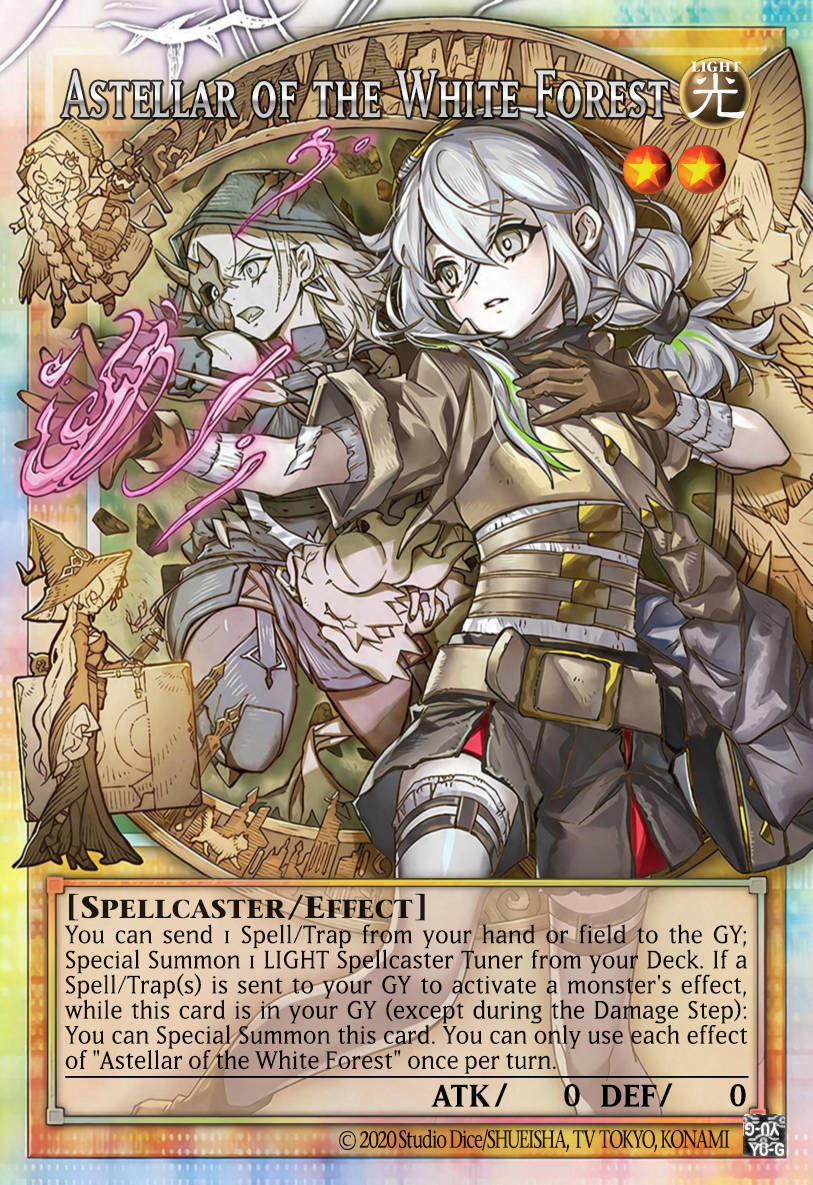 Astellar of the White Forest
LIGHT
光
[Spellcaster/Effect]
You can send 1 Spell/Trap from your hand or field to the GY;
Special Summon 1 LIGHT Spellcaster Tuner from your Deck. If a
Spell/Trap(s) is sent to your GY to activate a monster's effect,
while this card is in your GY (except during the Damage Step):
You can Special Summon this card. You can only use each effect
of "Astellar of the White Forest" once per turn.
ATK/ 0 DEF/ 0
© 2020 Studio Dice/SHUEISHA, TV TOKYO, KONAMI
YU-G
YU-G